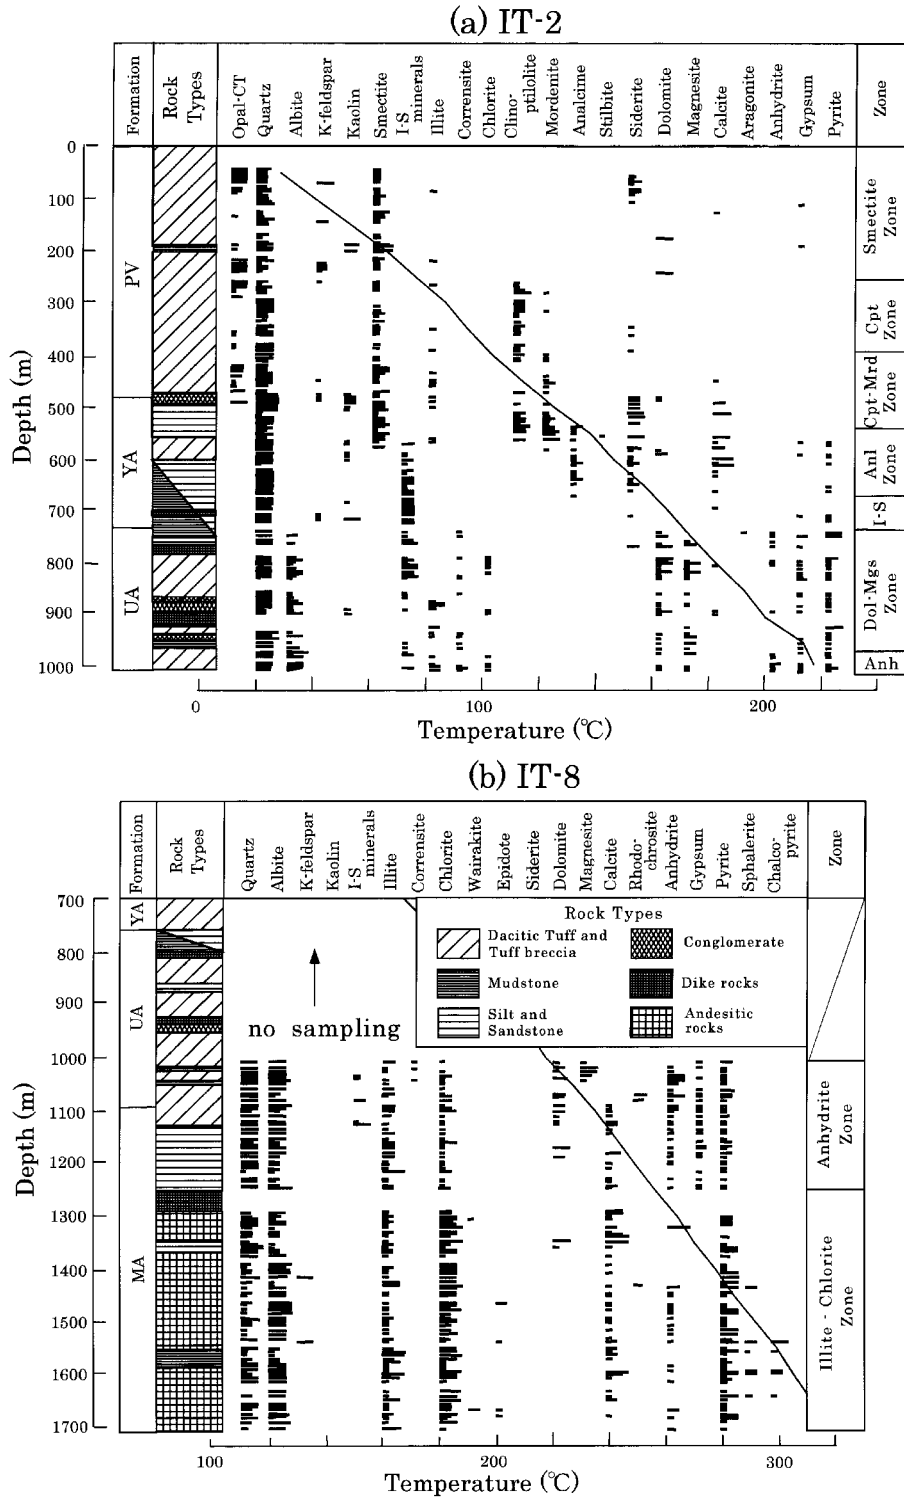 (a) IT-2
Formation
Rock
Types
Opal-CT
Quartz
Albite
K-feldspar
Kaolin
Smectite
I-S
minerals
Illite
Corrensite
Chlorite
Clino-
ptilolite
Mordenite
Analcime
Stilbite
Siderite
Dolomite
Magnesite
Calcite
Aragonite
Anhydrite
Gypsum
Pyrite
Zone
Depth (m)
0
100
200
300
400
500
600
700
800
900
1000
PV
YA
UA
Smectite
Zone
Cpt
Zone
Cpt-Mrd
Zone
Anl
Zone
I-S
Dol-Mgs
Zone
Anh
0
100
200
Temperature (℃)
(b) IT-8
Formation
Rock
Types
Quartz
Albite
K-feldspar
Kaolin
I-S
minerals
Illite
Corrensite
Chlorite
Wairakite
Epidote
Siderite
Dolomite
Magnesite
Calcite
Rhodo-
chrosite
Anhydrite
Gypsum
Pyrite
Sphalerite
Chalco-
pyrite
Zone
Depth (m)
700
800
900
1000
1100
1200
1300
1400
1500
1600
1700
YA
UA
MA
no sampling
Rock Types
Dacitic Tuff and
Tuff breccia
Mudstone
Silt and
Sandstone
Conglomerate
Dike rocks
Andesitic
rocks
Anhydrite
Zone
Illite - Chlorite
Zone
100
200
300
Temperature (℃)